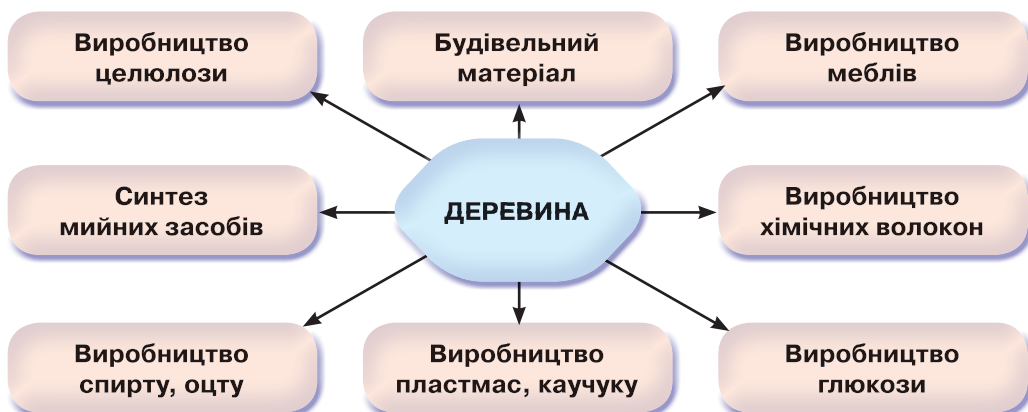 Виробництво
целюлози
Будівельний
матеріал
Виробництво
меблів
Синтез
мийних засобів
ДЕРЕВИНА
Виробництво
хімічних волокон
Виробництво
спирту, оцту
Виробництво
пластмас, каучуку
Виробництво
глюкози